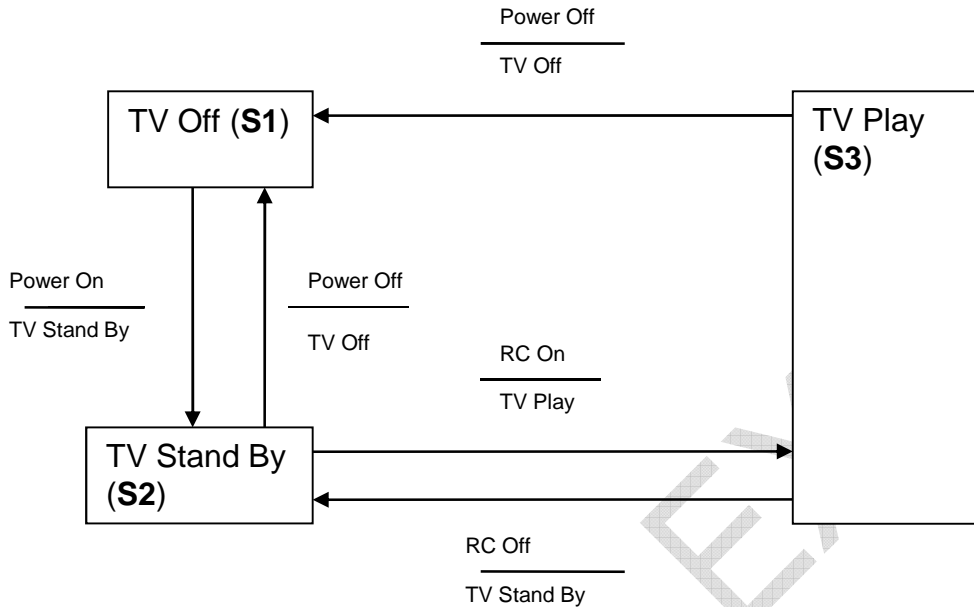 Power Off
TV Off
TV Off (S1)
TV Play
(S3)
Power On
TV Stand By
Power Off
TV Off
RC On
TV Play
TV Stand By
(S2)
RC Off
TV Stand By
EX